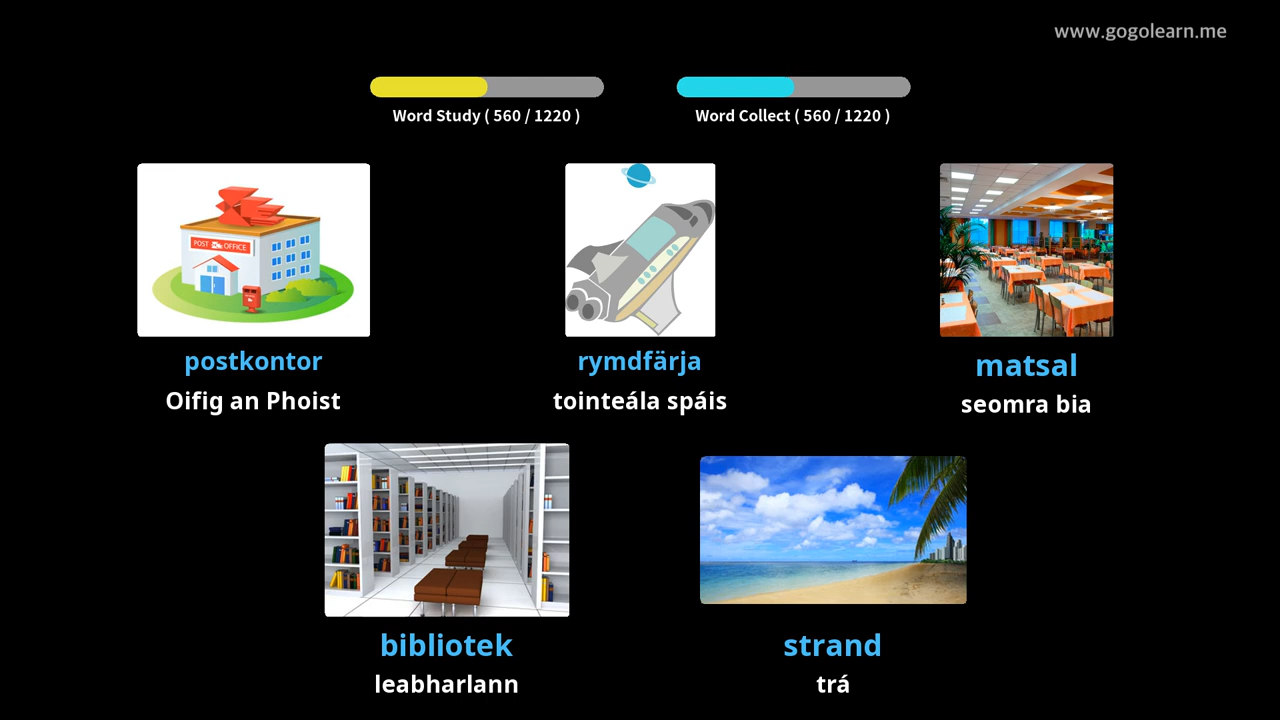 www.gogolearn.me
Word Study ( 560 / 1220 )
Word Collect ( 560 / 1220 )
POST OFFICE
postkontor
rymdfärja
matsal
Oifig an Phoist
tointeála spáis
seomra bia
bibliotek
strand
leabharlann
trá